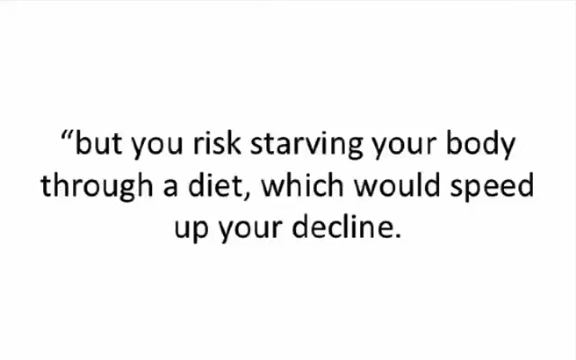 “but you risk starving your body
through a diet, which would speed
up your decline.